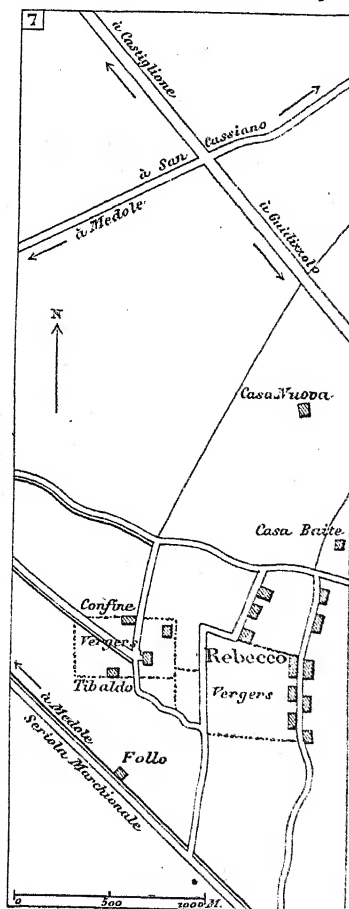 7
à Castiglione
à San Cassiano
à Medole
à Guidizzolo
N
Casa Nuova
Casa Baite
Confine
Vergers
Rebecco
Tibaldo
Vergers
à Medole
Seriola Marchionale
Follo
0 500 1000 M.